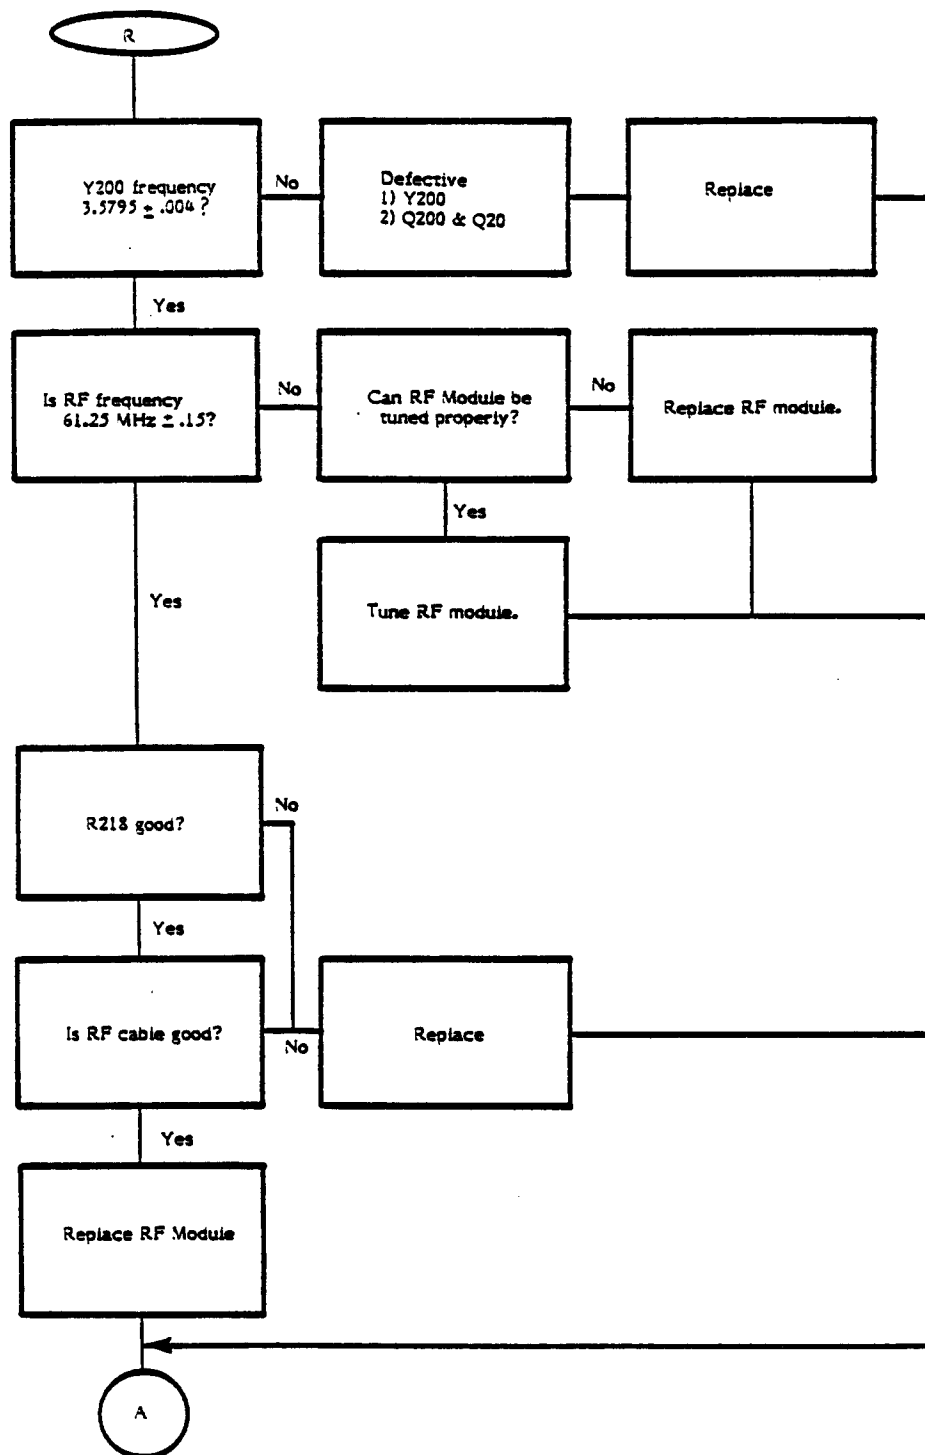 R
Y200 frequency
3.5795 ± .004 ?
No
Defective
1) Y200
2) Q200 & Q20
Replace
Yes
Is RF frequency
61.25 MHz ± .15?
No
Can RF Module be
tuned properly?
No
Replace RF module.
Yes
Tune RF module.
Yes
R218 good?
No
Yes
Is RF cable good?
No
Replace
Yes
Replace RF Module
A